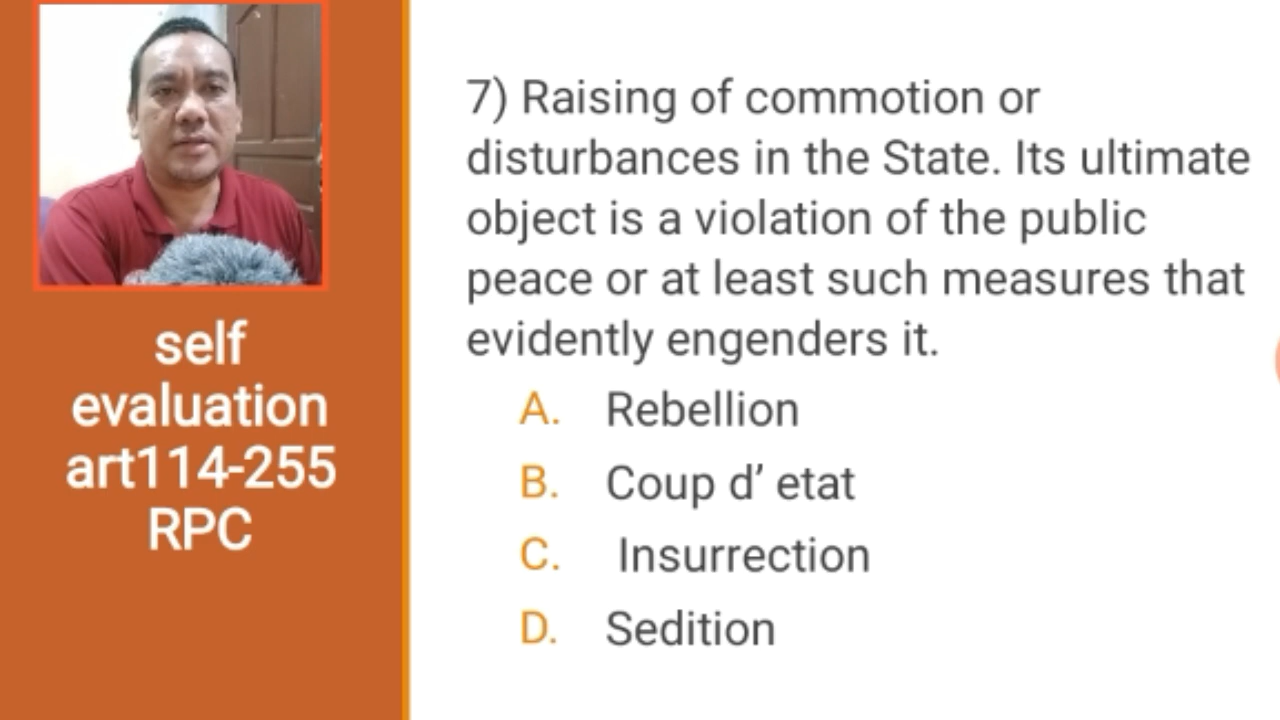 self
evaluation
art114-255
RPC
7) Raising of commotion or
disturbances in the State. Its ultimate
object is a violation of the public
peace or at least such measures that
evidently engenders it.
A. Rebellion
B. Coup d’ etat
C. Insurrection
D. Sedition